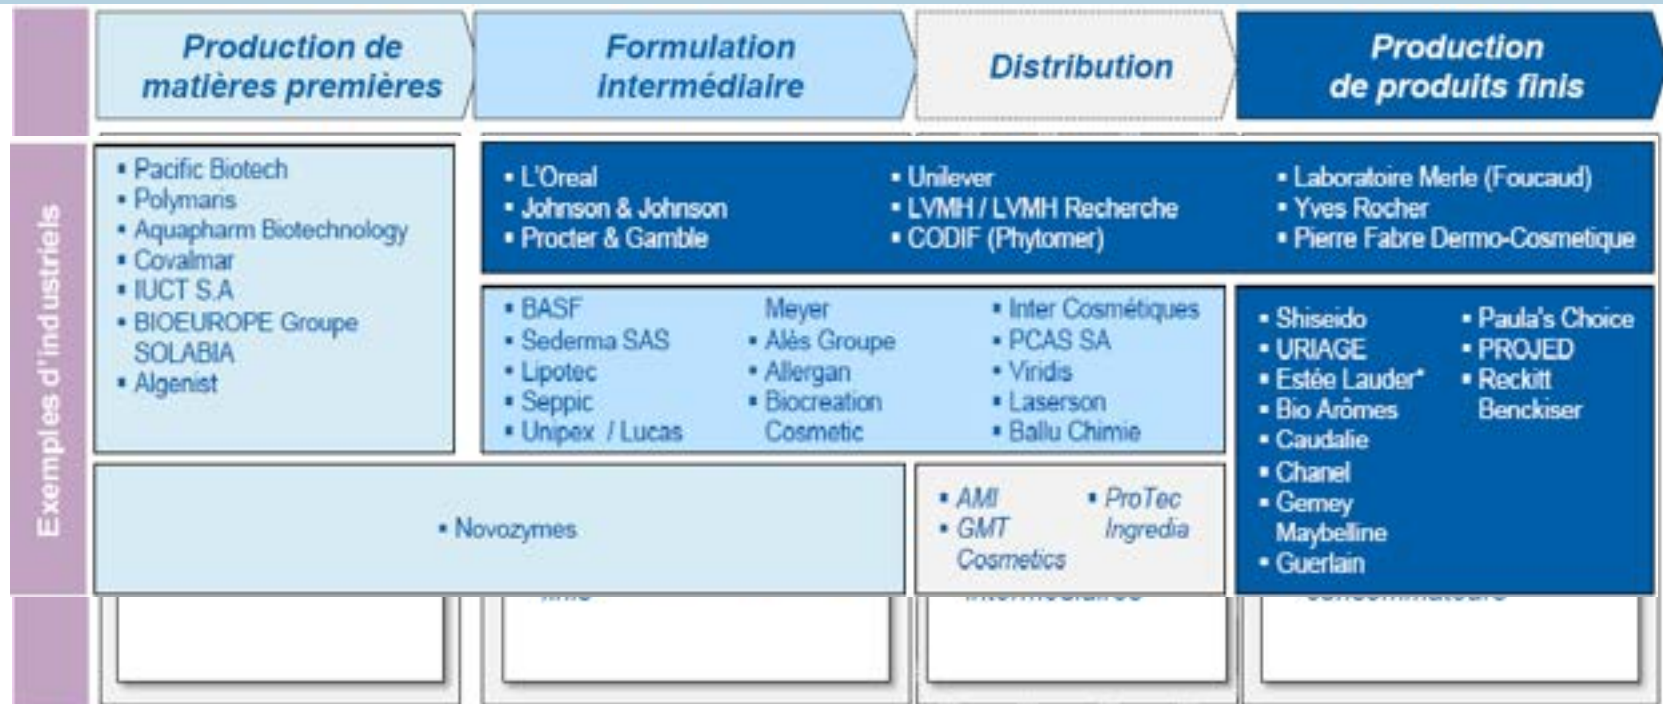 Production de
matières premières
Formulation
intermédiaire
Distribution
Production
de produits finis
Exemples d'industriels
▪ Pacific Biotech
▪ Polymaris
▪ Aquapharm Biotechnology
▪ Covalmar
▪ IUCT S.A
▪ BIOEUROPE Groupe
SOLABIA
▪ Algenist
▪ L'Oreal
▪ Johnson & Johnson
▪ Procter & Gamble
▪ Unilever
▪ LVMH / LVMH Recherche
▪ CODIF (Phytomer)
▪ Laboratoire Merle (Foucaud)
▪ Yves Rocher
▪ Pierre Fabre Dermo-Cosmetique
▪ BASF
▪ Sederma SAS
▪ Lipotec
▪ Seppic
▪ Unipex / Lucas
Meyer
▪ Alès Groupe
▪ Allergan
▪ Biocreation
Cosmetic
▪ Inter Cosmétiques
▪ PCAS SA
▪ Viridis
▪ Laserson
▪ Ballu Chimie
▪ Shiseido
▪ URIAGE
▪ Estée Lauder*
▪ Bio Arômes
▪ Caudalie
▪ Chanel
▪ Gemey
Maybelline
▪ Guerlain
▪ Paula's Choice
▪ PROJED
▪ Reckitt
Benckiser
▪ Novozymes
▪ AMI
▪ GMT
Cosmetics
▪ ProTec
Ingredia